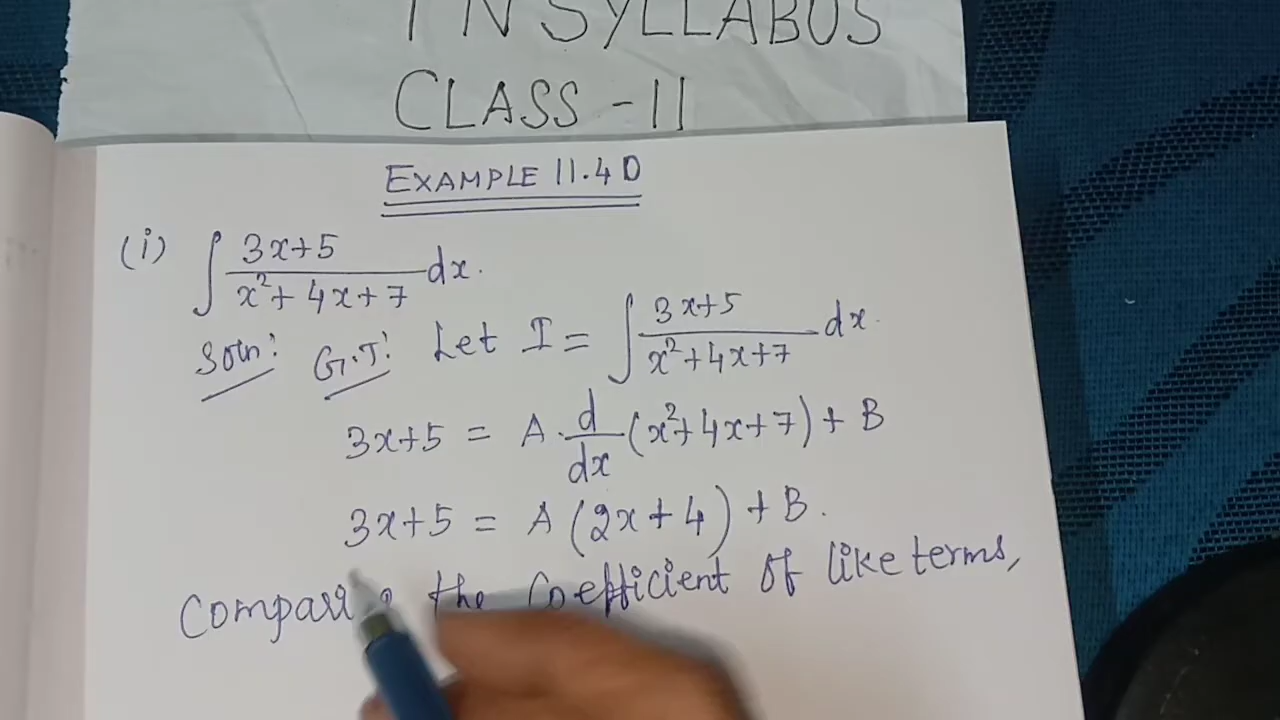 T N SYLLABUS
CLASS - 11
EXAMPLE 11.40
(i) ∫ 3x+5 / x²+4x+7 dx.
Soln: G.T: Let I = ∫ 3x+5 / x²+4x+7 dx.
3x+5 = A · d/dx (x²+4x+7) + B
3x+5 = A(2x+4) + B.
the Coefficient of like terms,